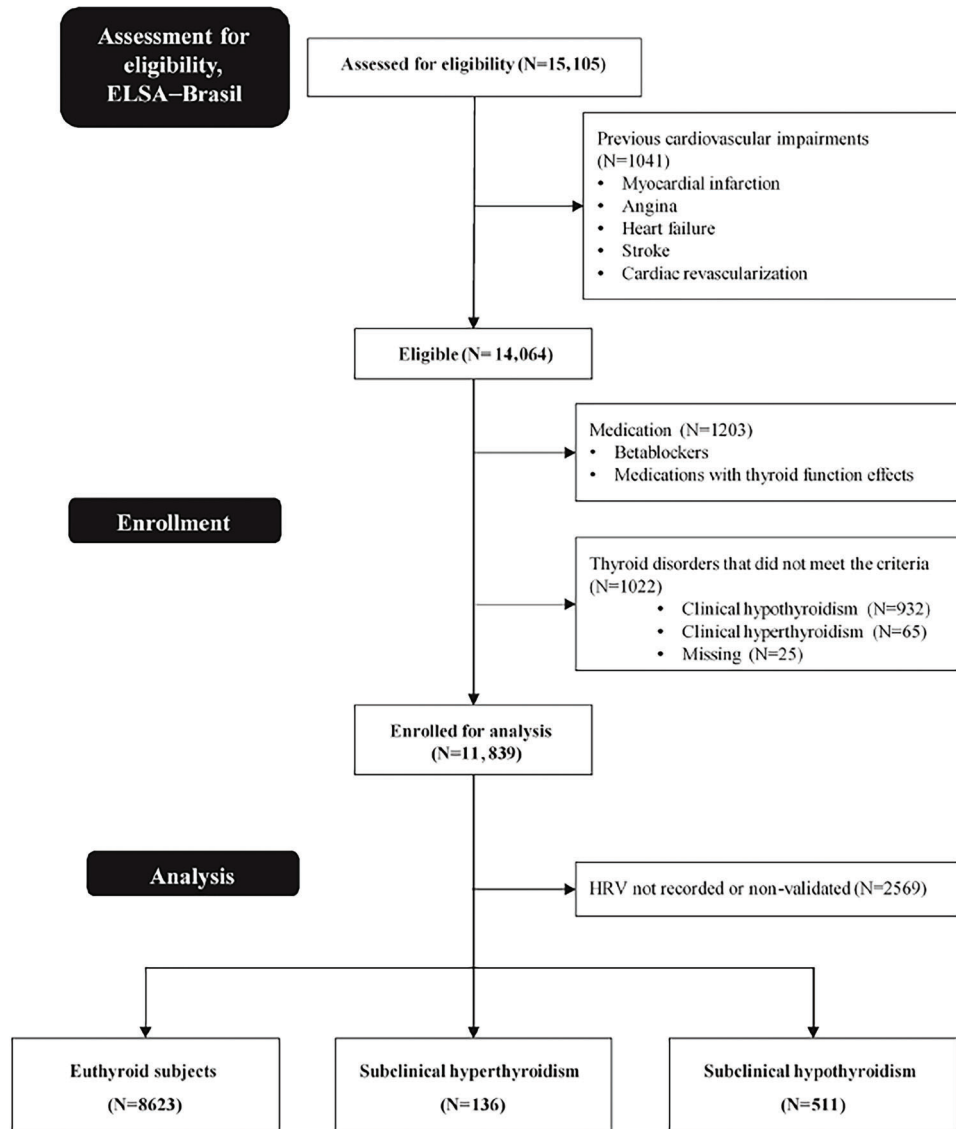 Assessment for
eligibility,
ELSA–Brasil
Assessed for eligibility (N=15,105)
Previous cardiovascular impairments
(N=1041)
• Myocardial infarction
• Angina
• Heart failure
• Stroke
• Cardiac revascularization
Eligible (N= 14,064)
Medication (N=1203)
• Betablockers
• Medications with thyroid function effects
Enrollment
Thyroid disorders that did not meet the criteria
(N=1022)
• Clinical hypothyroidism (N=932)
• Clinical hyperthyroidism (N=65)
• Missing (N=25)
Enrolled for analysis
(N=11,839)
Analysis
HRV not recorded or non-validated (N=2569)
Euthyroid subjects
(N=8623)
Subclinical hyperthyroidism
(N=136)
Subclinical hypothyroidism
(N=511)